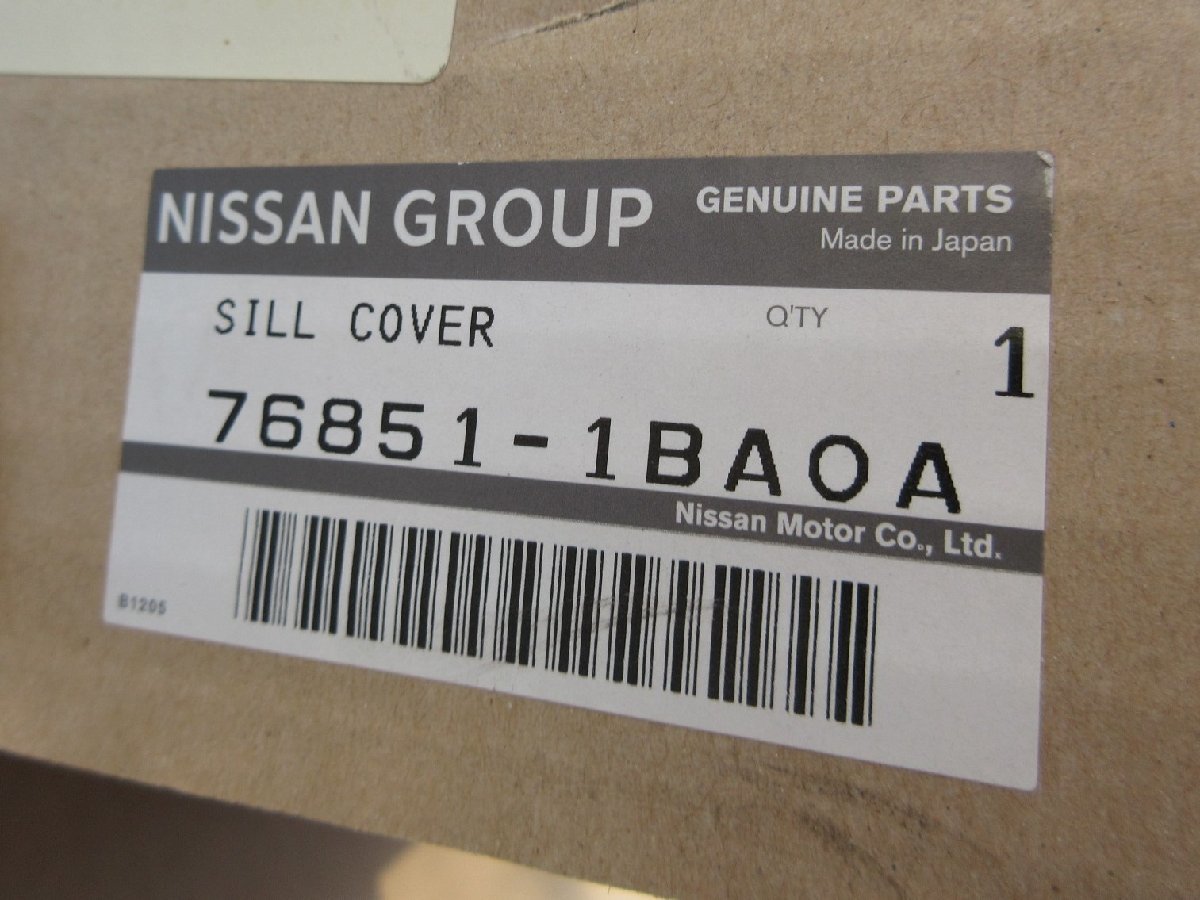 NISSAN GROUP GENUINE PARTS
Made in Japan
SILL COVER Q'TY 1
76851-1BA0A
Nissan Motor Co., Ltd.
B1205